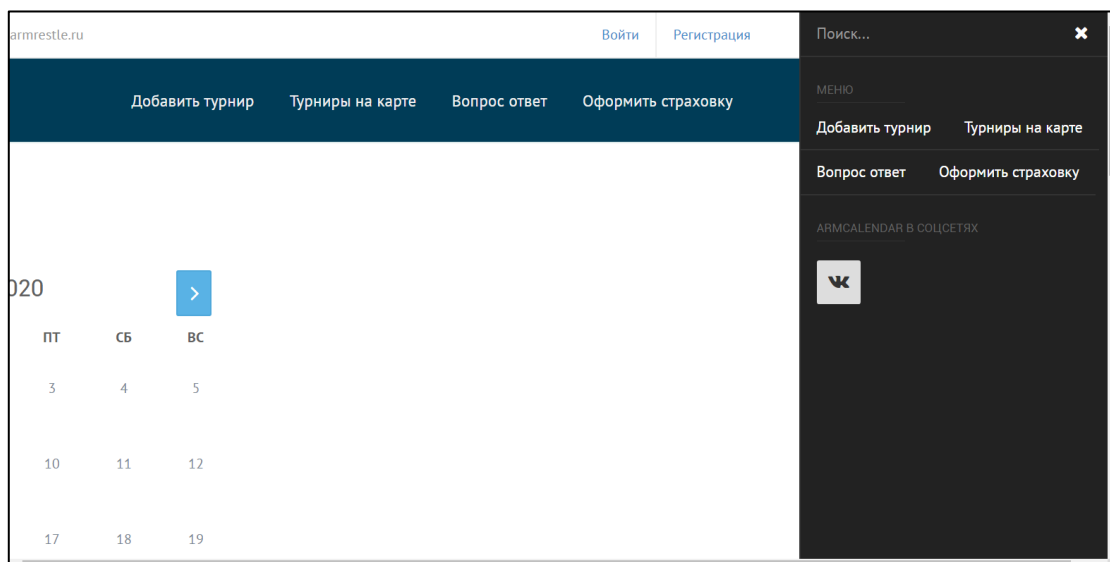 armrestle.ru
Войти Регистрация
Добавить турнир Турниры на карте Вопрос ответ Оформить страховку
020
ПТ СБ ВС
3 4 5
10 11 12
17 18 19
Поиск...
МЕНЮ
Добавить турнир Турниры на карте
Вопрос ответ Оформить страховку
ARMCALENDAR В СОЦСЕТЯХ